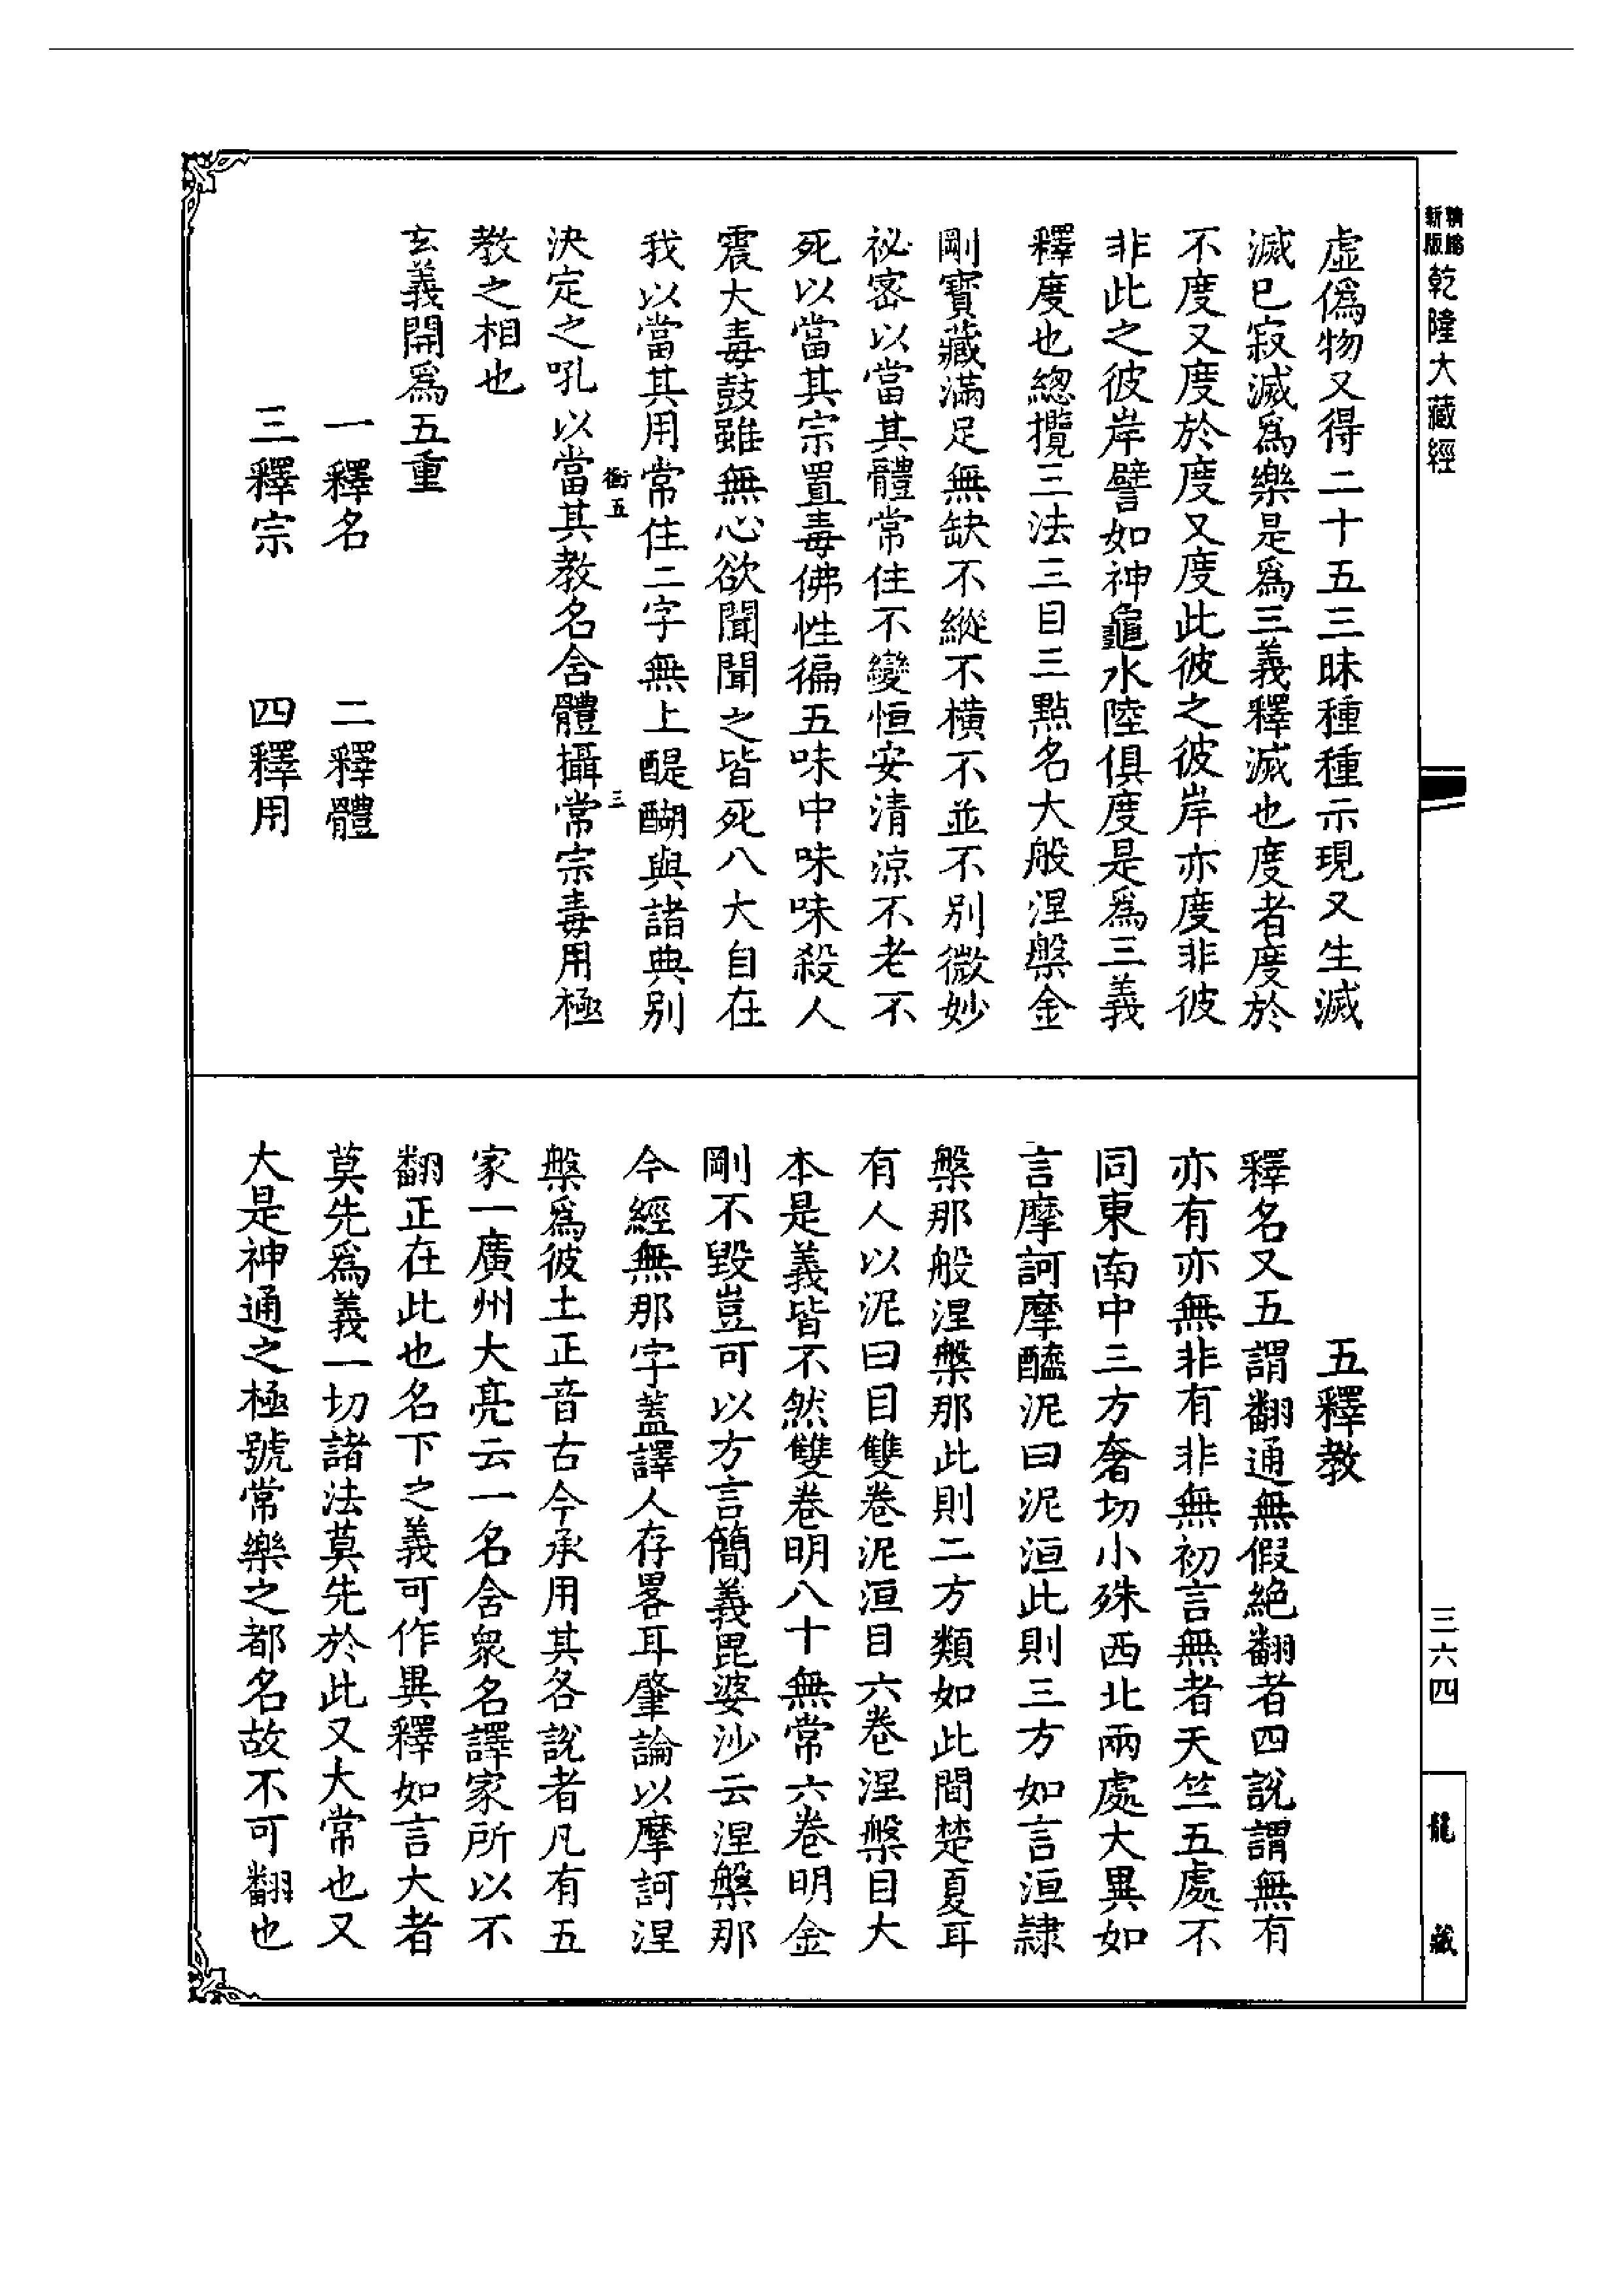 精縮新版乾隆大藏經
虛僞物又得二十五三昧種種示現又生滅
滅已寂滅爲樂是爲三義釋滅也度者度於
不度又度於度又度此彼之彼岸亦度非彼
非此之彼岸譬如神龜水陸俱度是爲三義
釋度也總攬三法三目三點名大般涅槃金
剛寶藏滿足無缺不縱不橫不並不別微妙
祕密以當其體常住不變恒安清涼不老不
死以當其宗置毒佛性徧五味中味味殺人
震大毒鼓雖無心欲聞聞之皆死八大自在
我以當其用常住二字無上醍醐與諸典別
衡五 三
決定之吼以當其教名含體攝常宗毒用極
教之相也
玄義開爲五重
一釋名 二釋體
三釋宗 四釋用
五釋教
釋名又五謂翻通無假絶翻者四說謂無有
亦有亦無非有非無初言無者天竺五處不
同東南中三方奢切小殊西北兩處大異如
言摩訶摩醯泥曰泥洹此則三方如言洹隸
槃那般涅槃那此則二方類如此間楚夏耳
有人以泥曰目雙卷泥洹目六卷涅槃目大
本是義皆不然雙卷明八十無常六卷明金
剛不毀豈可以方言簡義毘婆沙云涅槃那
今經無那字蓋譯人存畧耳肇論以摩訶涅
槃爲彼土正音古今承用其各說者凡有五
家一廣州大亮云一名含衆名譯家所以不
翻正在此也名下之義可作異釋如言大者
莫先爲義一切諸法莫先於此又大常也又
大是神通之極號常樂之都名故不可翻也
三六四
龍藏